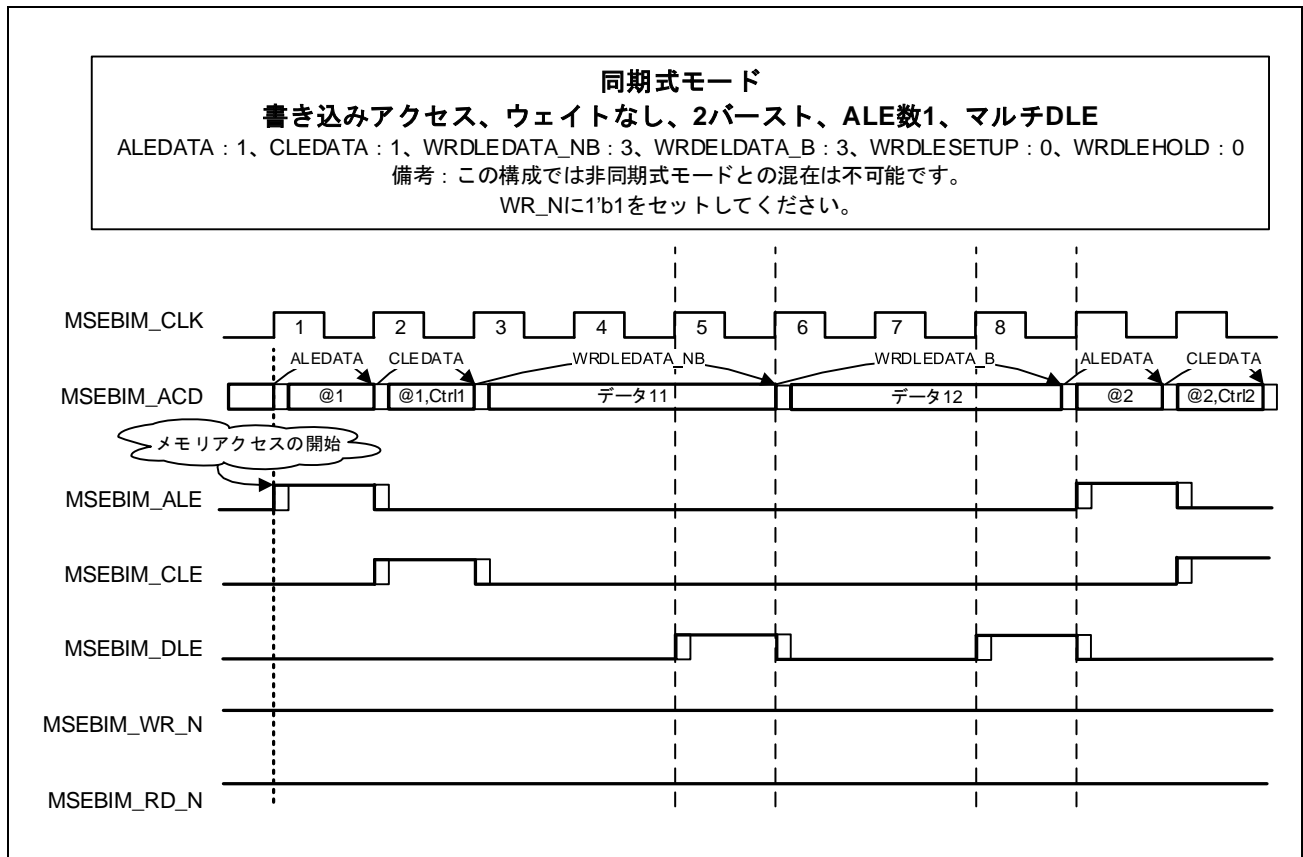 同期式モード
書き込みアクセス、ウェイトなし、2バースト、ALE数1、マルチDLE
ALEDATA：1、CLEDATA：1、WRDLEDATA_NB：3、WRDELDATA_B：3、WRDLESETUP：0、WRDLEHOLD：0
備考：この構成では非同期式モードとの混在は不可能です。
WR_Nに1'b1をセットしてください。
MSEBIM_CLK 1 2 3 4 5 6 7 8
ALEDATA CLEDATA WRDLEDATA_NB WRDLEDATA_B ALEDATA CLEDATA
MSEBIM_ACD @1 @1,Ctrl1 データ11 データ12 @2 @2,Ctrl2
メモリアクセスの開始
MSEBIM_ALE
MSEBIM_CLE
MSEBIM_DLE
MSEBIM_WR_N
MSEBIM_RD_N